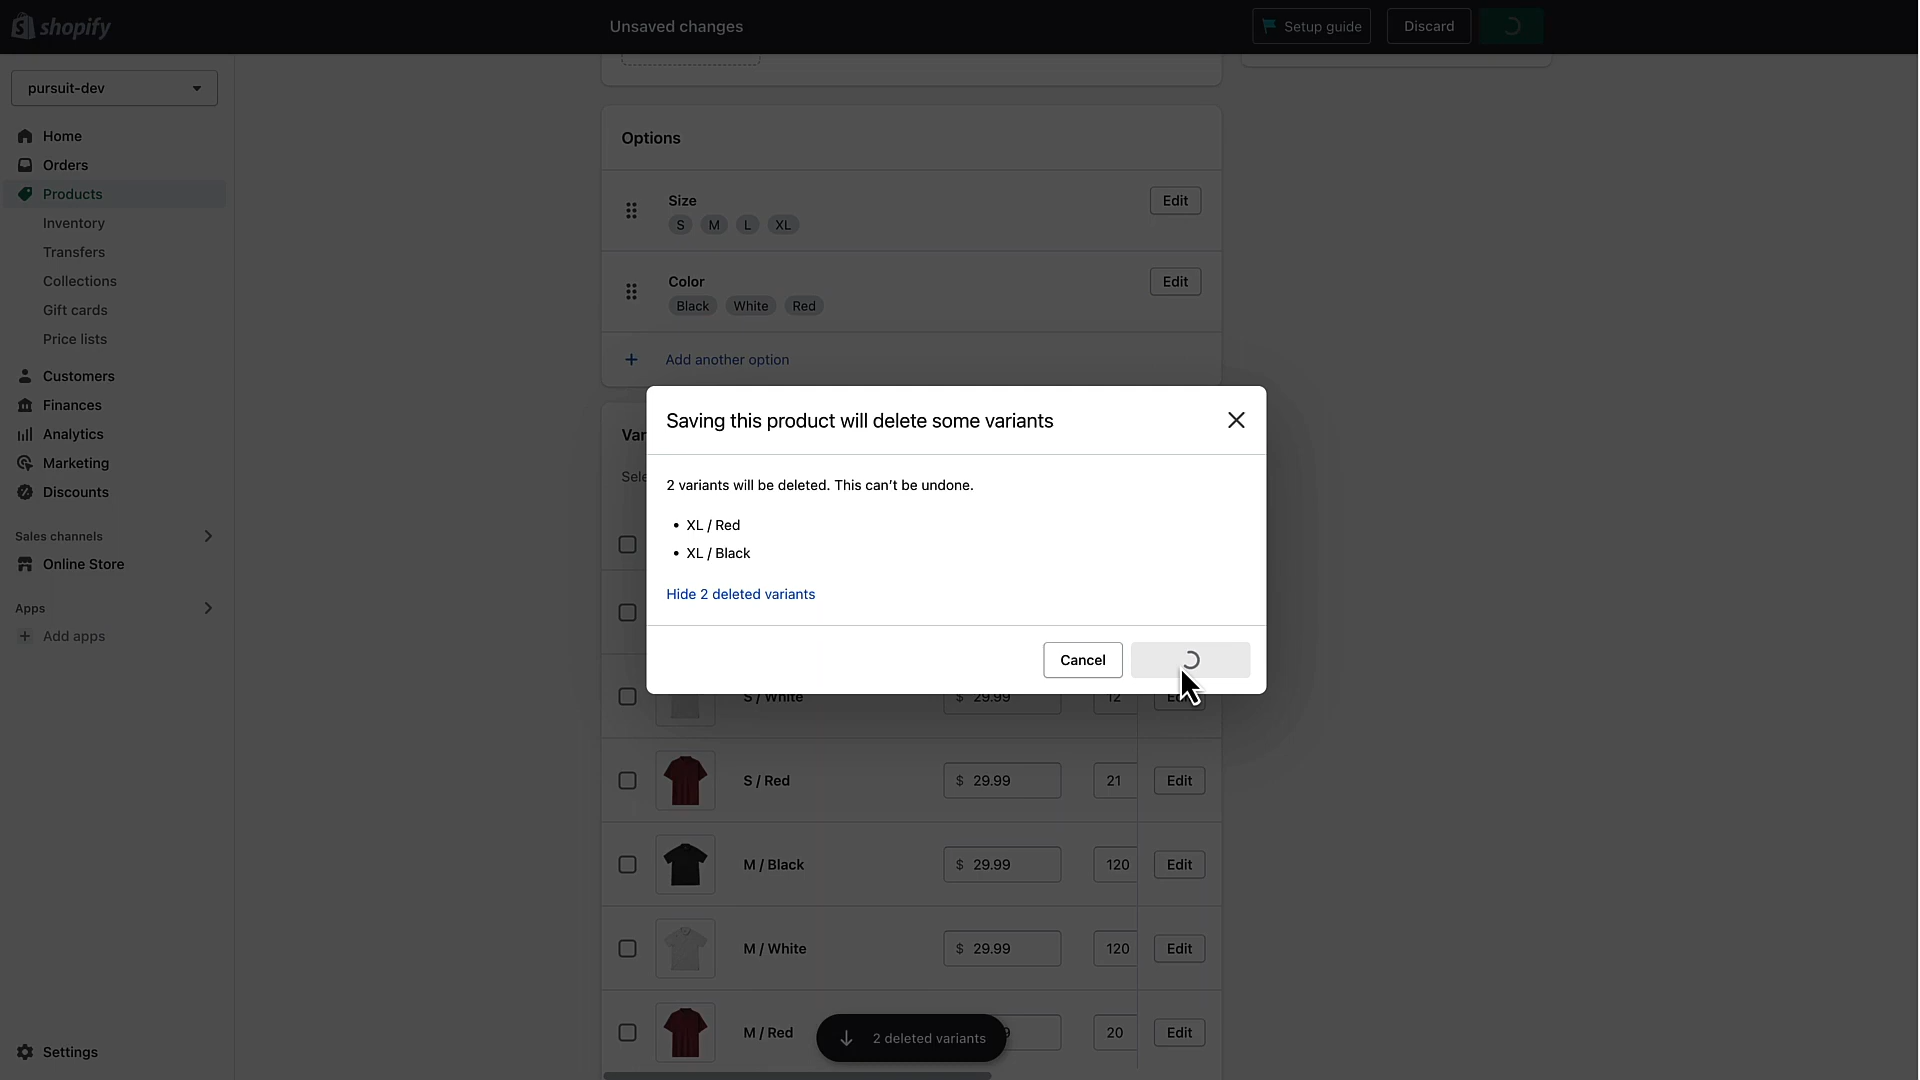 shopify
Unsaved changes
Setup guide
Discard
pursuit-dev
Home
Orders
Products
Inventory
Transfers
Collections
Gift cards
Price lists
Customers
Finances
Analytics
Marketing
Discounts
Sales channels
Online Store
Apps
Add apps
Settings
Options
Size
Edit
S M L XL
Color
Edit
Black White Red
Add another option
Saving this product will delete some variants
2 variants will be deleted. This can't be undone.
• XL / Red
• XL / Black
Hide 2 deleted variants
Cancel
S / White $ 29.99 12
S / Red $ 29.99 21 Edit
M / Black $ 29.99 120 Edit
M / White $ 29.99 120 Edit
M / Red 20 Edit
2 deleted variants